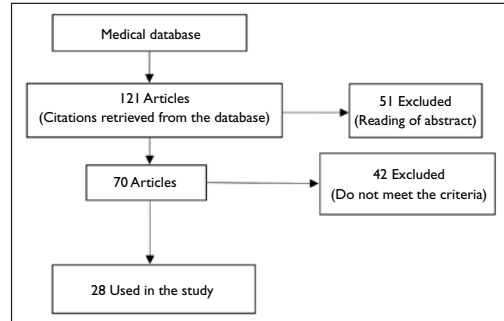 Medical database
121 Articles
(Citations retrieved from the database)
51 Excluded
(Reading of abstract)
70 Articles
42 Excluded
(Do not meet the criteria)
28 Used in the study